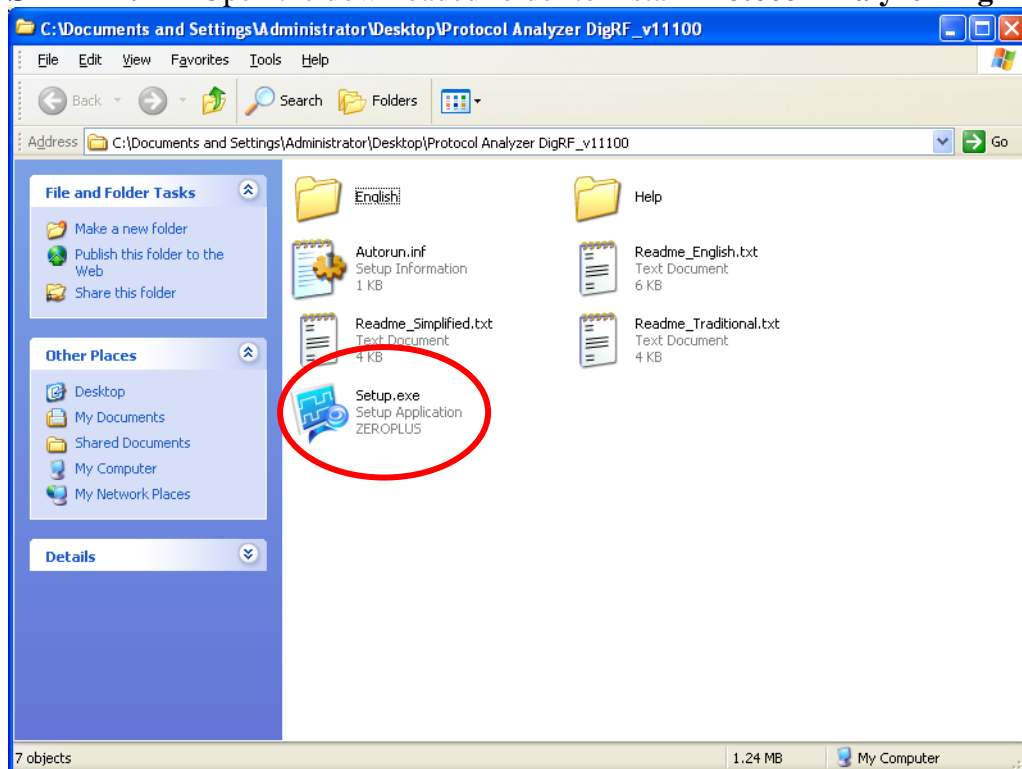 C:\Documents and Settings\Administrator\Desktop\Protocol Analyzer DigRF_v11100
File Edit View Favorites Tools Help
Back Search Folders
Address C:\Documents and Settings\Administrator\Desktop\Protocol Analyzer DigRF_v11100 Go
File and Folder Tasks
Make a new folder
Publish this folder to the
Web
Share this folder
Other Places
Desktop
My Documents
Shared Documents
My Computer
My Network Places
Details
English
Help
Autorun.inf
Setup Information
1 KB
Readme_English.txt
Text Document
6 KB
Readme_Simplified.txt
Text Document
4 KB
Readme_Traditional.txt
Text Document
4 KB
Setup.exe
Setup Application
ZEROPLUS
7 objects 1.24 MB My Computer